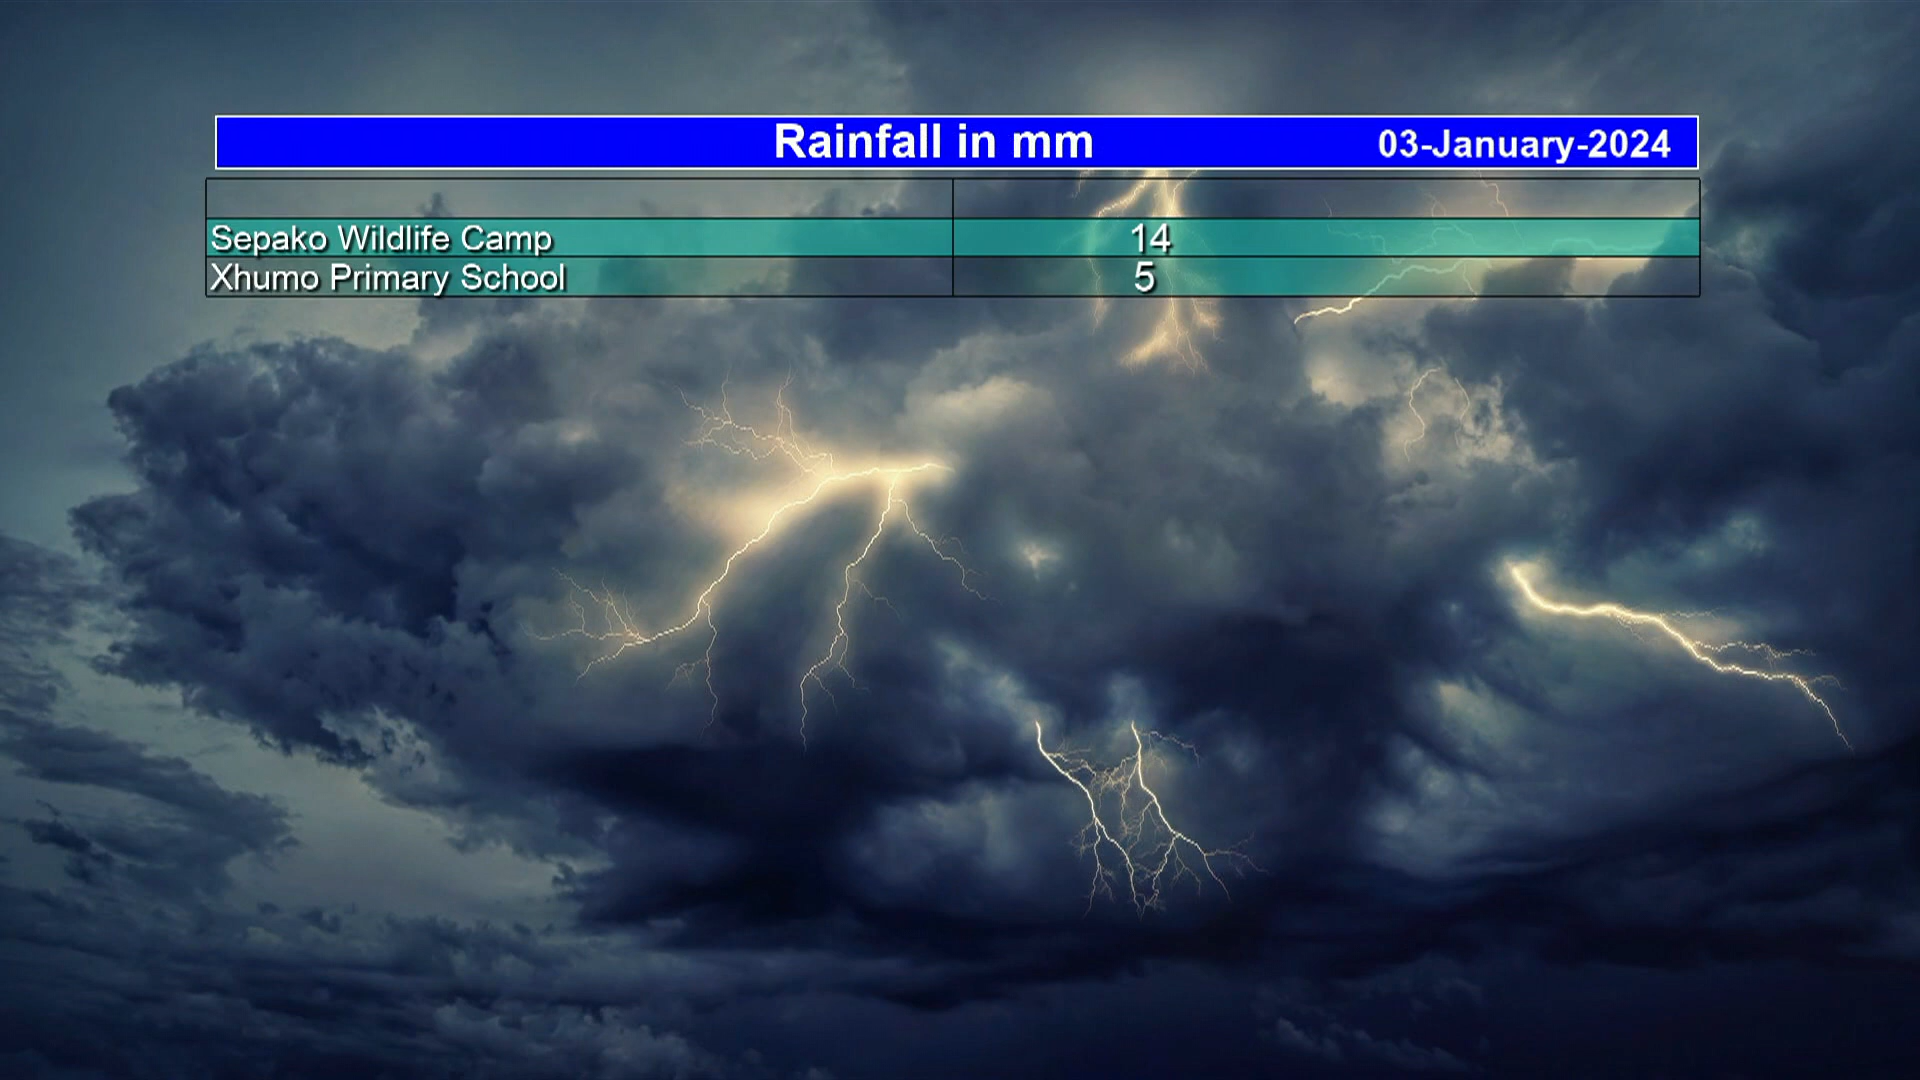 Rainfall in mm 03-January-2024
Sepako Wildlife Camp 14
Xhumo Primary School 5